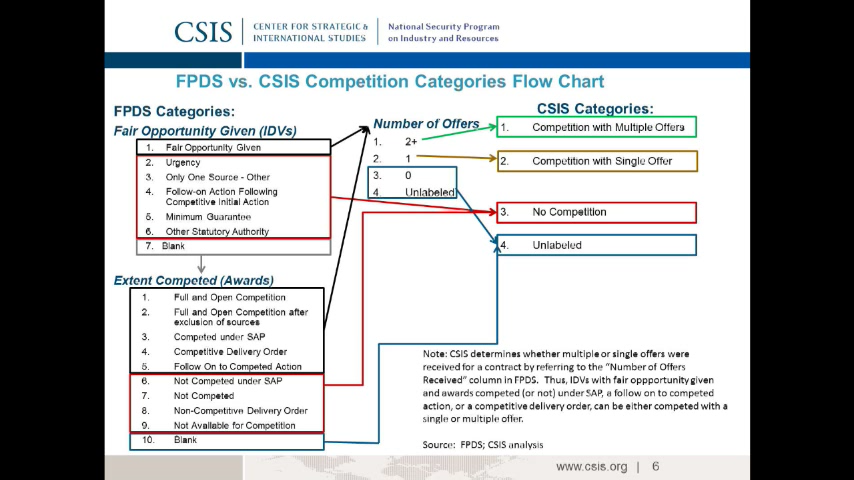 CSIS
CENTER FOR STRATEGIC &
INTERNATIONAL STUDIES
National Security Program
on Industry and Resources
FPDS vs. CSIS Competition Categories Flow Chart
FPDS Categories:
Fair Opportunity Given (IDVs)
1. Fair Opportunity Given
2. Urgency
3. Only One Source - Other
4. Follow-on Action Following
Competitive Initial Action
5. Minimum Guarantee
6. Other Statutory Authority
7. Blank
Extent Competed (Awards)
1. Full and Open Competition
2. Full and Open Competition after
exclusion of sources
3. Competed under SAP
4. Competitive Delivery Order
5. Follow On to Competed Action
6. Not Competed under SAP
7. Not Competed
8. Non-Competitive Delivery Order
9. Not Available for Competition
10. Blank
Number of Offers
1. 2+
2. 1
3. 0
4. Unlabeled
CSIS Categories:
1. Competition with Multiple Offers
2. Competition with Single Offer
3. No Competition
4. Unlabeled
Note: CSIS determines whether multiple or single offers were
received for a contract by referring to the "Number of Offers
Received" column in FPDS. Thus, IDVs with fair oppportunity given
and awards competed (or not) under SAP, a follow on to competed
action, or a competitive delivery order, can be either competed with a
single or multiple offer.
Source: FPDS; CSIS analysis
www.csis.org | 6